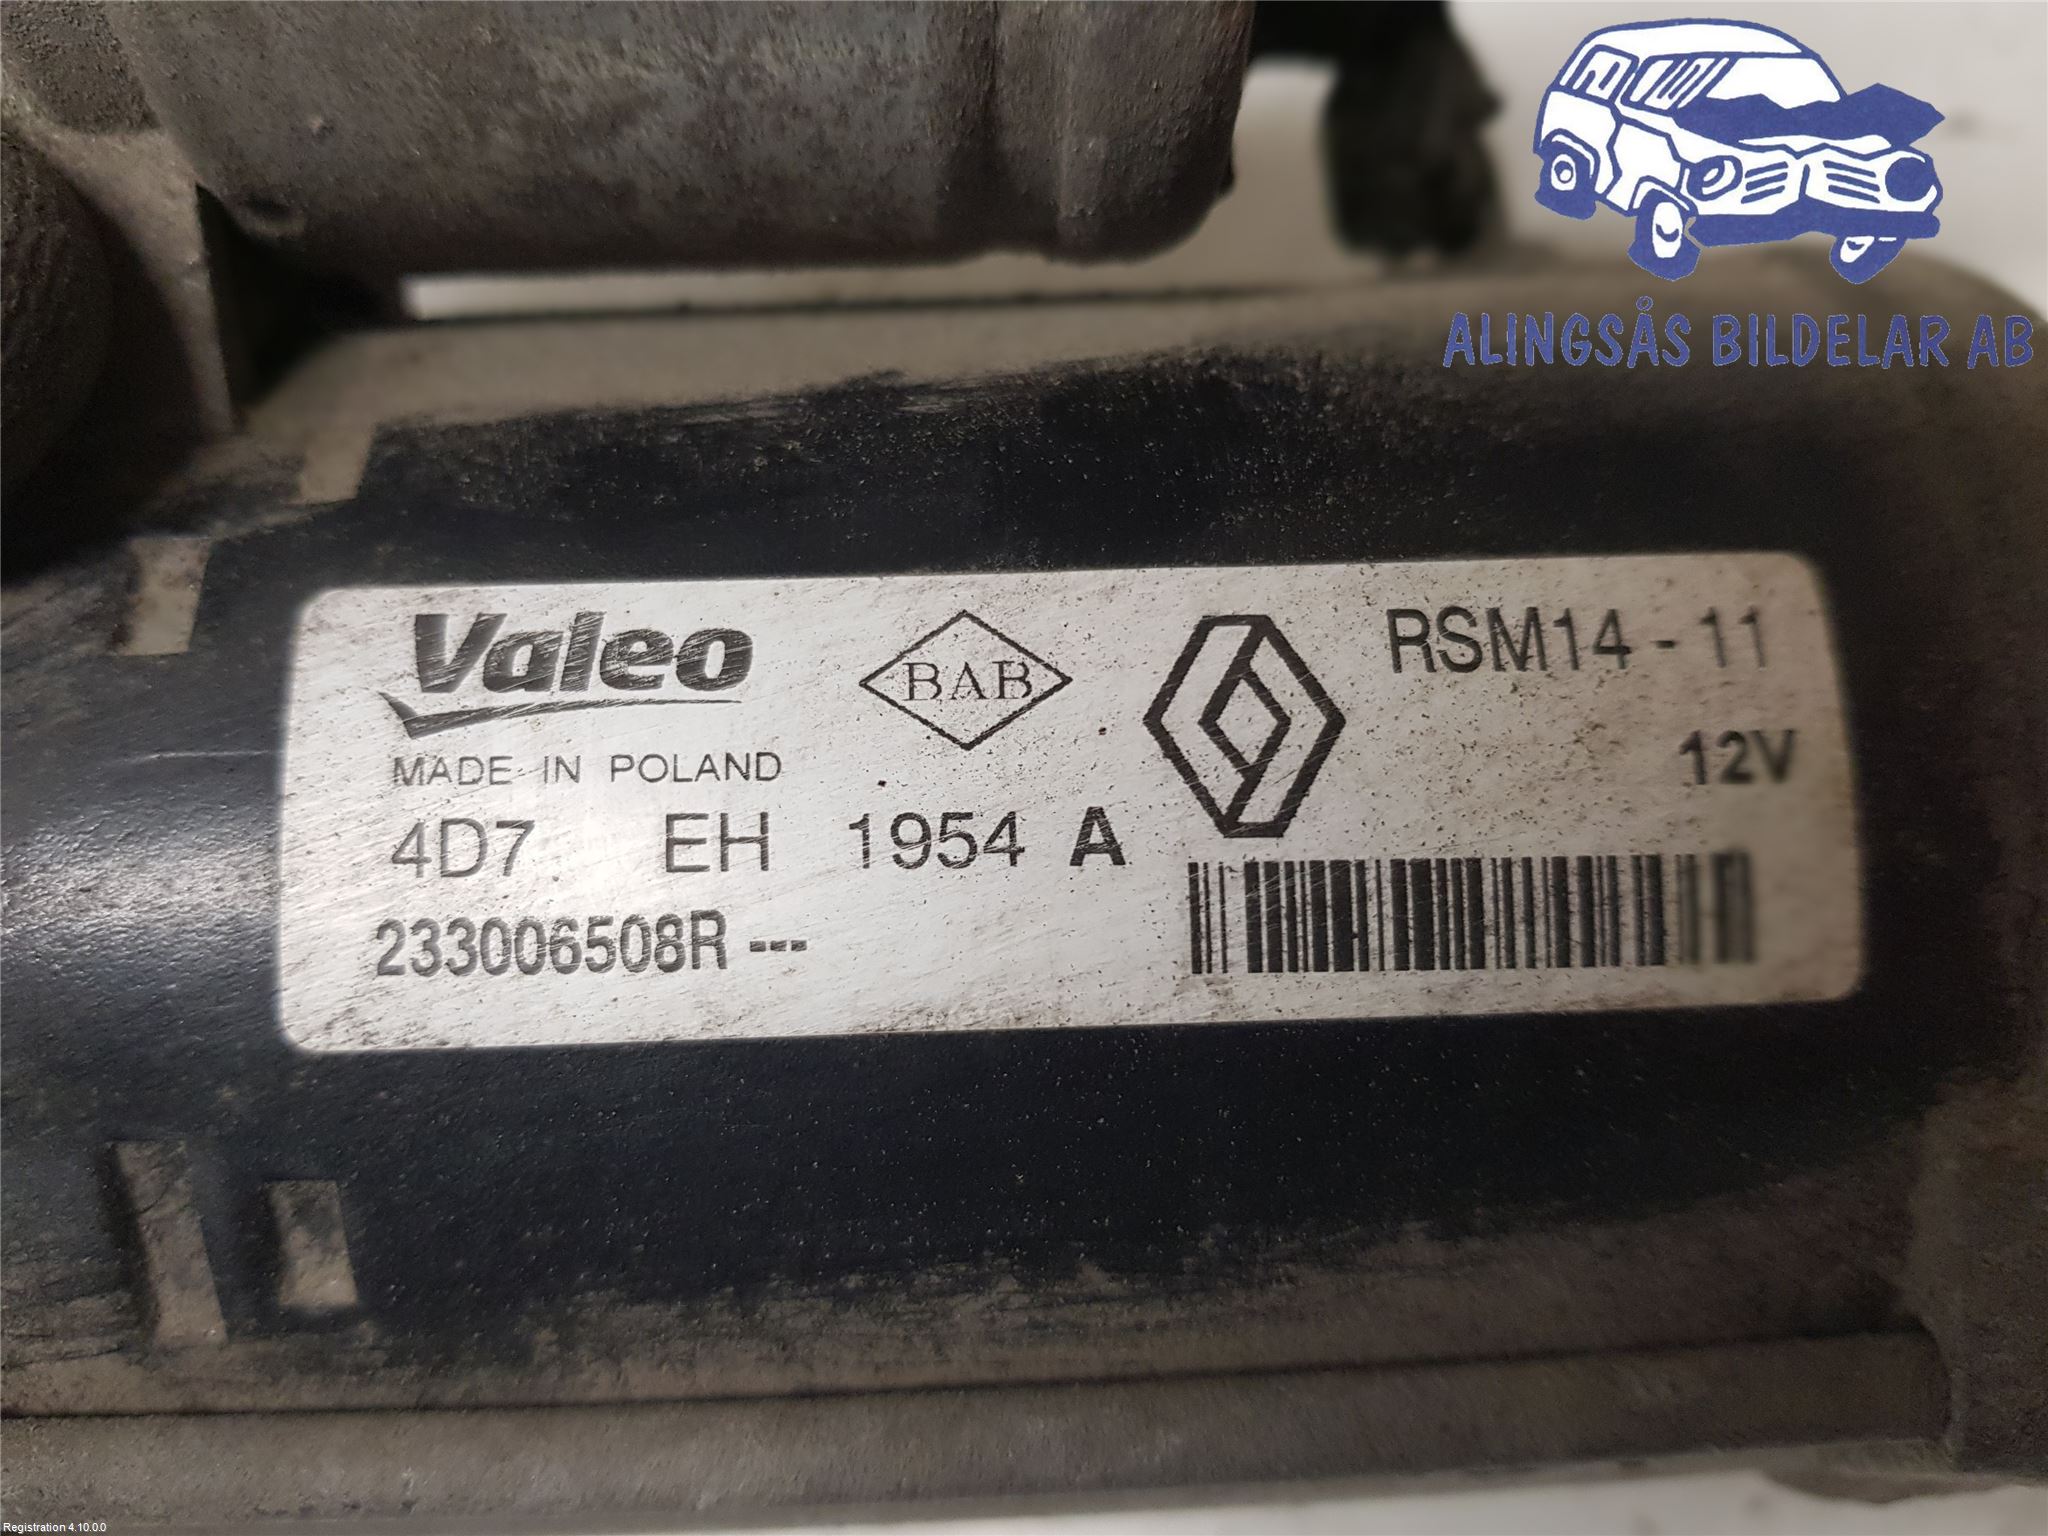 ALINGSÅS BILDELAR AB
Valeo
BAB
RSM14-11
12V
MADE IN POLAND
4D7 EH 1954 A
233006508R ---
Registration 4.10.0.0